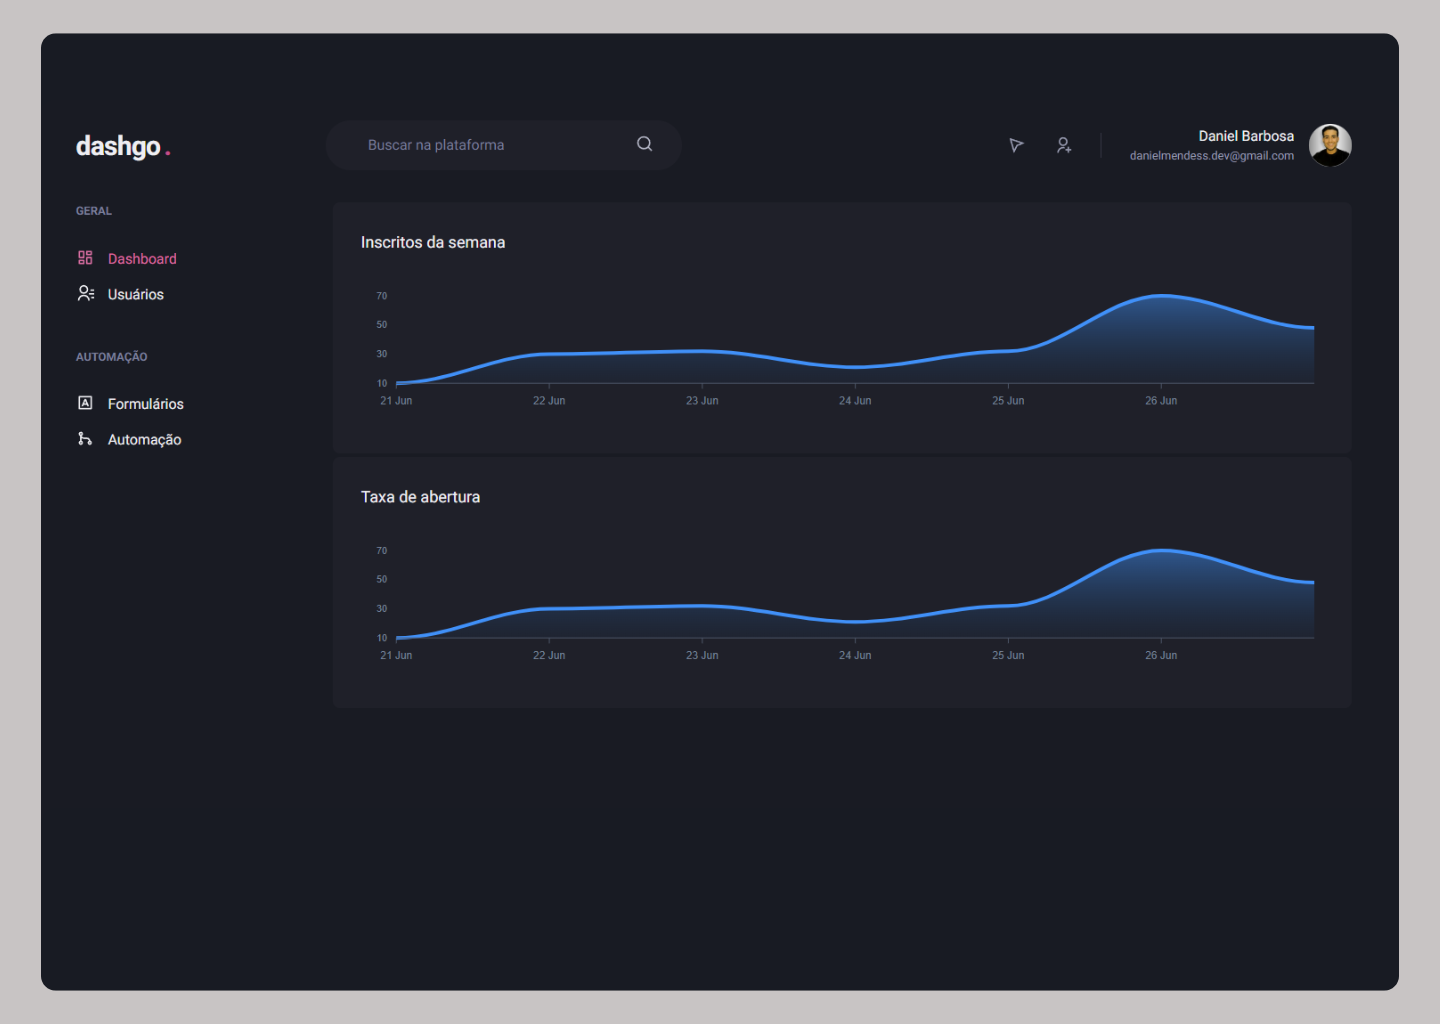 dashgo.
Buscar na plataforma
Daniel Barbosa
danielmendess.dev@gmail.com
GERAL
Dashboard
Usuários
AUTOMAÇÃO
Formulários
Automação
Inscritos da semana
70
50
30
10
21 Jun 22 Jun 23 Jun 24 Jun 25 Jun 26 Jun
Taxa de abertura
70
50
30
10
21 Jun 22 Jun 23 Jun 24 Jun 25 Jun 26 Jun